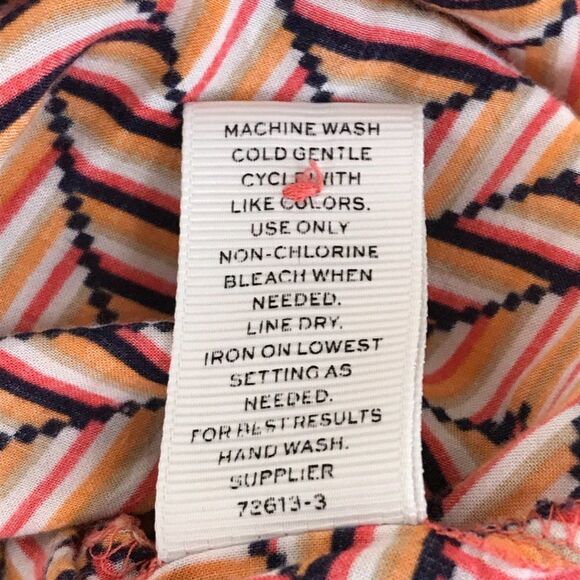 MACHINE WASH
COLD GENTLE
CYCLE WITH
LIKE COLORS.
USE ONLY
NON-CHLORINE
BLEACH WHEN
NEEDED.
LINE DRY.
IRON ON LOWEST
SETTING AS
NEEDED.
FOR BEST RESULTS
HAND WASH.
SUPPLIER
72613-3